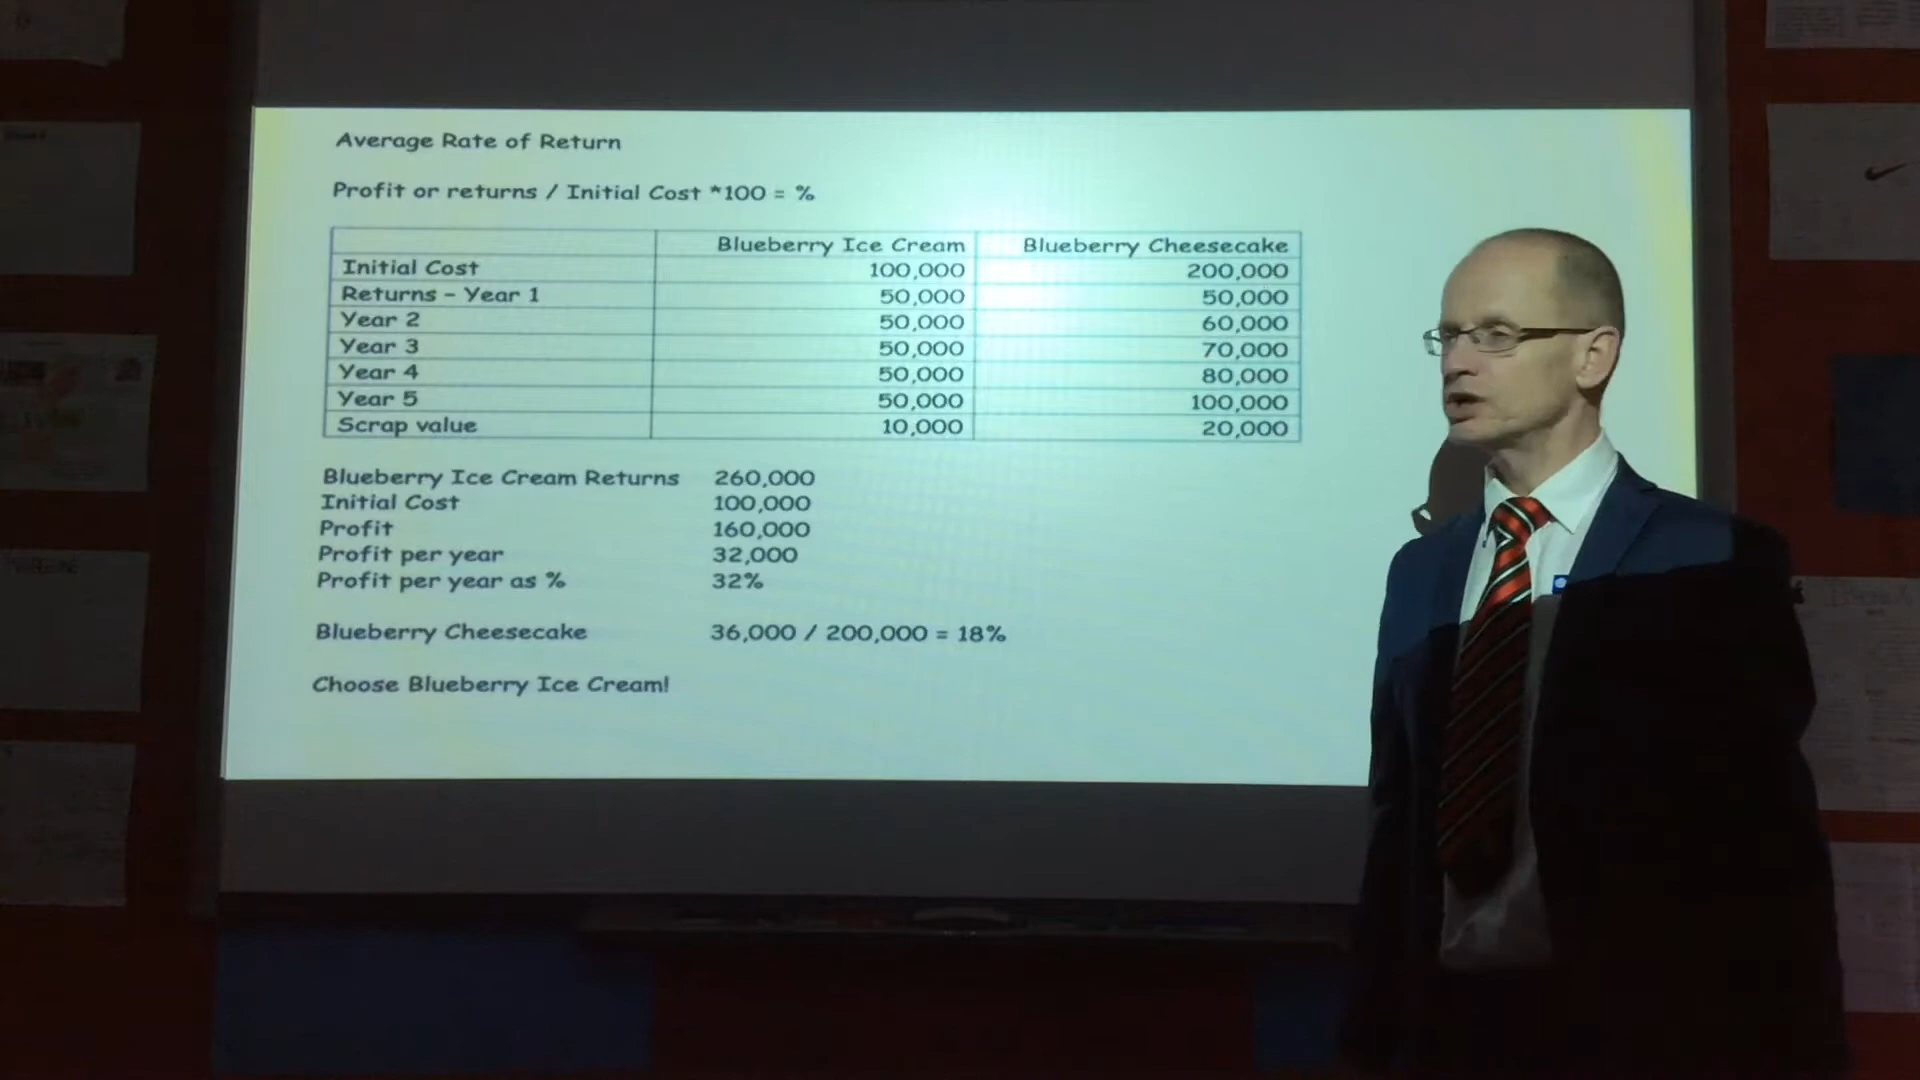 Average Rate of Return
Profit or returns / Initial Cost *100 = %
Blueberry Ice Cream Blueberry Cheesecake
Initial Cost 100,000 200,000
Returns – Year 1 50,000 50,000
Year 2 50,000 60,000
Year 3 50,000 70,000
Year 4 50,000 80,000
Year 5 50,000 100,000
Scrap value 10,000 20,000
Blueberry Ice Cream Returns 260,000
Initial Cost 100,000
Profit 160,000
Profit per year 32,000
Profit per year as % 32%
Blueberry Cheesecake 36,000 / 200,000 = 18%
Choose Blueberry Ice Cream!